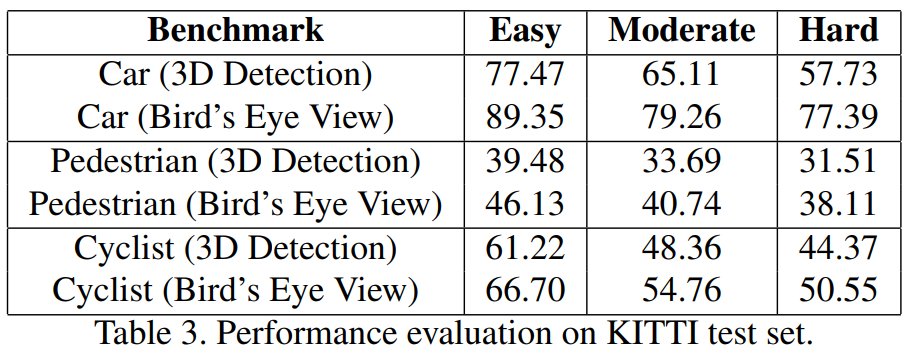 Benchmark Easy Moderate Hard
Car (3D Detection) 77.47 65.11 57.73
Car (Bird's Eye View) 89.35 79.26 77.39
Pedestrian (3D Detection) 39.48 33.69 31.51
Pedestrian (Bird's Eye View) 46.13 40.74 38.11
Cyclist (3D Detection) 61.22 48.36 44.37
Cyclist (Bird's Eye View) 66.70 54.76 50.55
Table 3. Performance evaluation on KITTI test set.